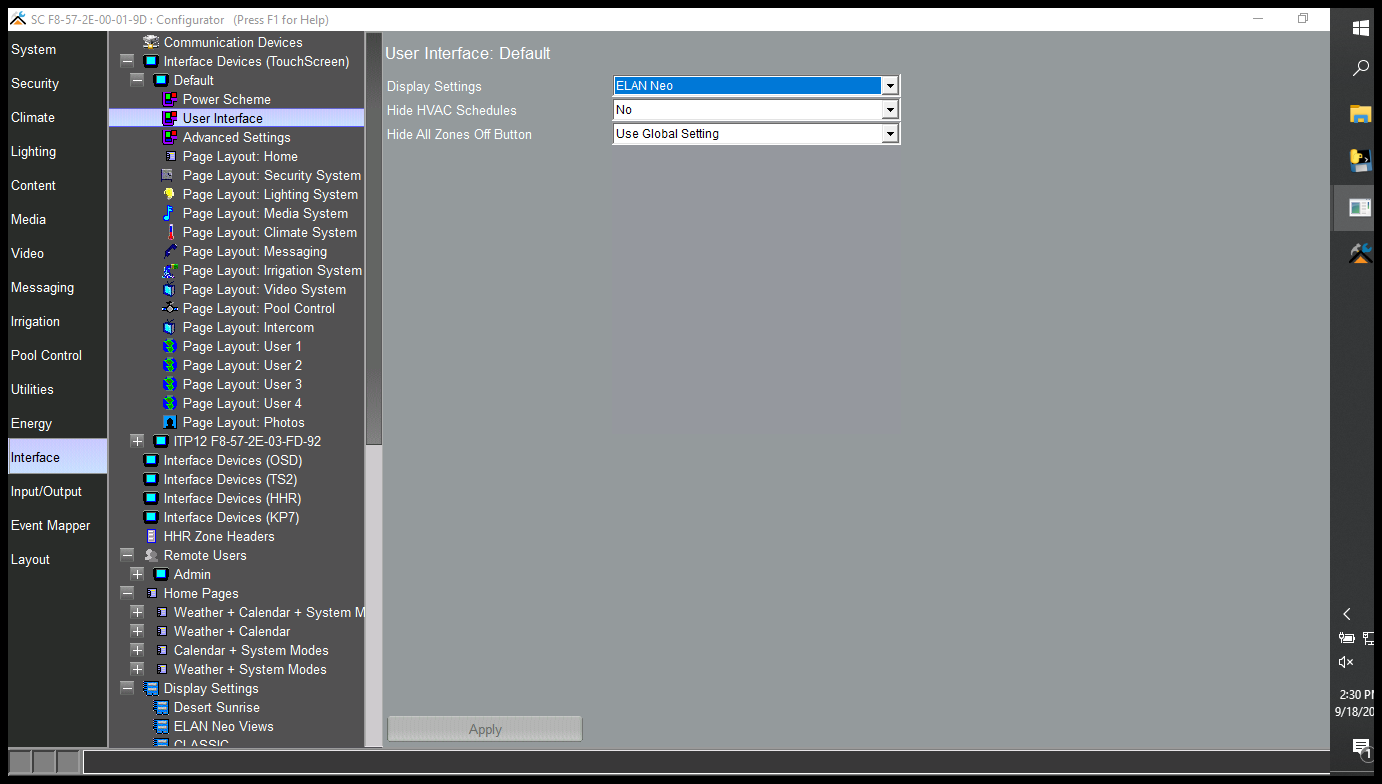 SC F8-57-2E-00-01-9D : Configurator (Press F1 for Help)
System
Security
Climate
Lighting
Content
Media
Video
Messaging
Irrigation
Pool Control
Utilities
Energy
Interface
Input/Output
Event Mapper
Layout
Communication Devices
Interface Devices (TouchScreen)
Default
Power Scheme
User Interface
Advanced Settings
Page Layout: Home
Page Layout: Security System
Page Layout: Lighting System
Page Layout: Media System
Page Layout: Climate System
Page Layout: Messaging
Page Layout: Irrigation System
Page Layout: Video System
Page Layout: Pool Control
Page Layout: Intercom
Page Layout: User 1
Page Layout: User 2
Page Layout: User 3
Page Layout: User 4
Page Layout: Photos
ITP12 F8-57-2E-03-FD-92
Interface Devices (OSD)
Interface Devices (TS2)
Interface Devices (HHR)
Interface Devices (KP7)
HHR Zone Headers
Remote Users
Admin
Home Pages
Weather + Calendar + System M
Weather + Calendar
Calendar + System Modes
Weather + System Modes
Display Settings
Desert Sunrise
ELAN Neo Views
CLASSIC
User Interface: Default
Display Settings ELAN Neo
Hide HVAC Schedules No
Hide All Zones Off Button Use Global Setting
Apply
2:30 PM
9/18/20
1